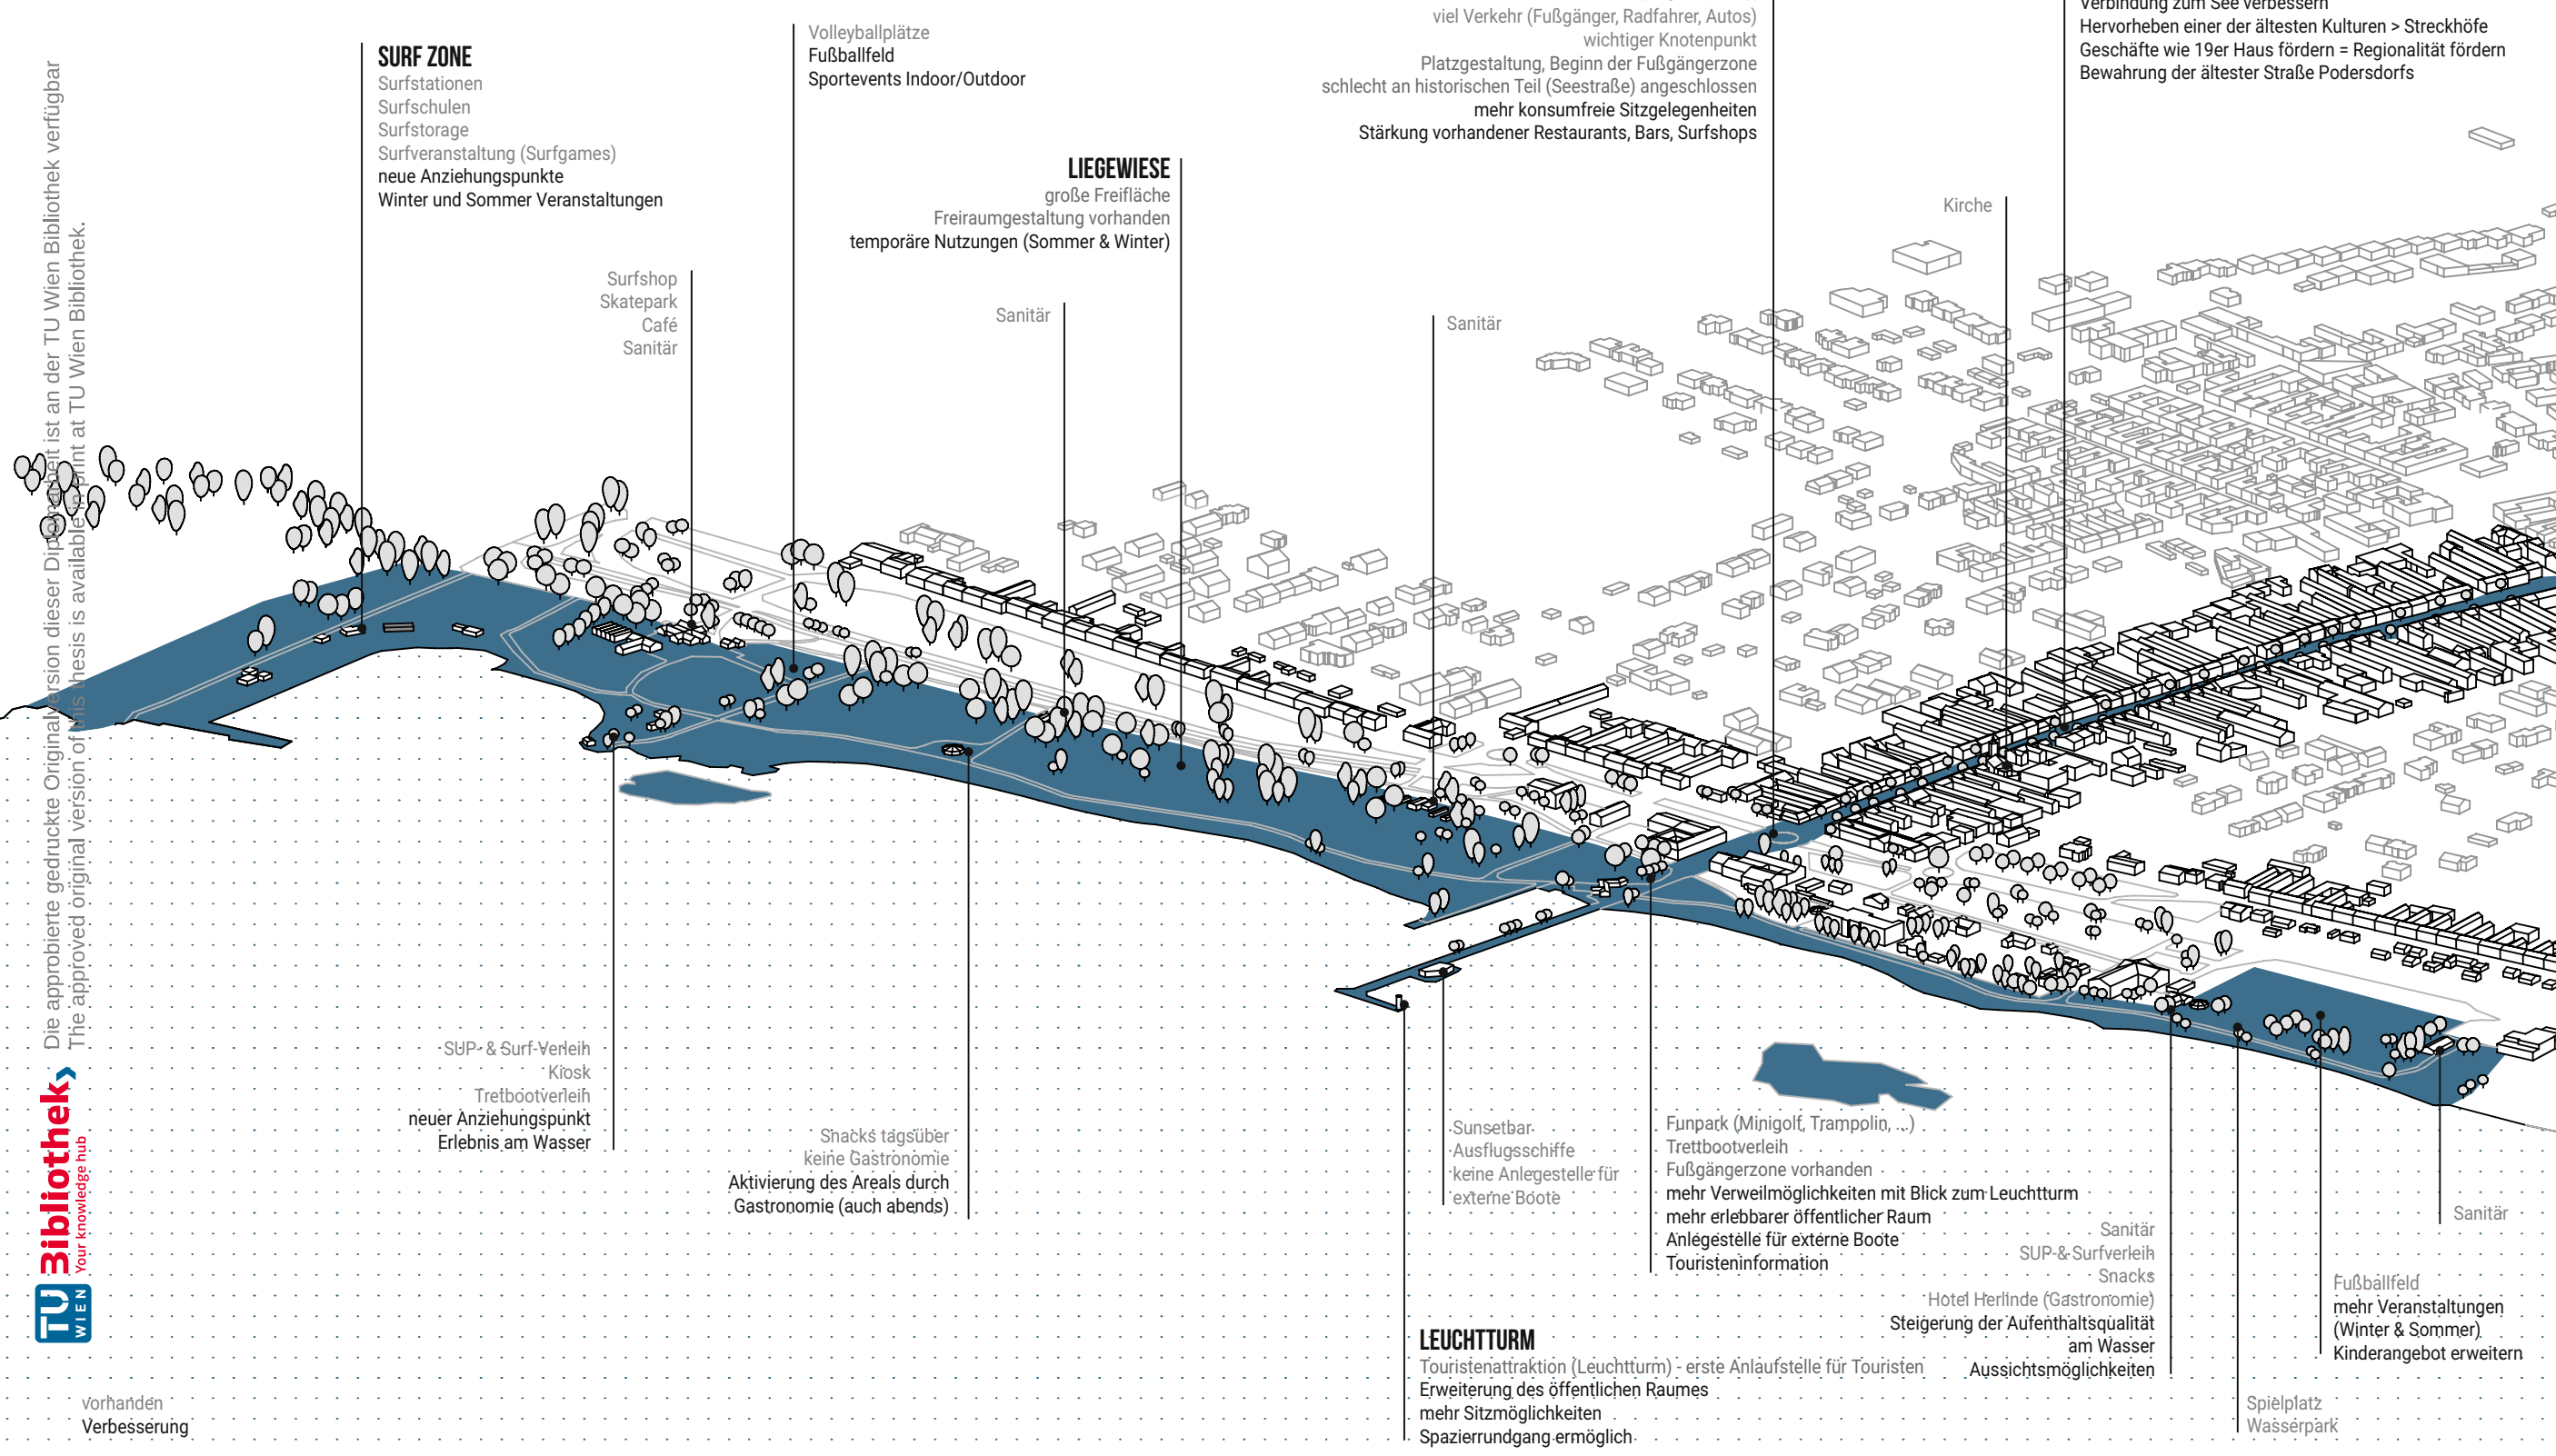 Verbindung zum See verbessern
Hervorheben einer der ältesten Kulturen > Streckhöfe
Geschäfte wie 19er Haus fördern = Regionalität fördern
Bewahrung der ältester Straße Podersdorfs
viel Verkehr (Fußgänger, Radfahrer, Autos)
wichtiger Knotenpunkt
Platzgestaltung, Beginn der Fußgängerzone
schlecht an historischen Teil (Seestraße) angeschlossen
mehr konsumfreie Sitzgelegenheiten
Stärkung vorhandener Restaurants, Bars, Surfshops
Volleyballplätze
Fußballfeld
Sportevents Indoor/Outdoor
SURF ZONE
Surfstationen
Surfschulen
Surfstorage
Surfveranstaltung (Surfgames)
neue Anziehungspunkte
Winter und Sommer Veranstaltungen
LIEGEWIESE
große Freifläche
Freiraumgestaltung vorhanden
temporäre Nutzungen (Sommer & Winter)
Kirche
Surfshop
Skatepark
Café
Sanitär
Sanitär
Sanitär
SUP- & Surf-Verleih
Kiosk
Tretbootverleih
neuer Anziehungspunkt
Erlebnis am Wasser
Snacks tagsüber
keine Gastronomie
Aktivierung des Areals durch
Gastronomie (auch abends)
Sunsetbar
Ausflugsschiffe
keine Anlegestelle für
externe Boote
Funpark (Minigolf, Trampolin, ...)
Trettbootverleih
Fußgängerzone vorhanden
mehr Verweilmöglichkeiten mit Blick zum Leuchtturm
mehr erlebbarer öffentlicher Raum
Anlegestelle für externe Boote
Touristeninformation
Sanitär
SUP-& Surfverleih
Snacks
Hotel Herlinde (Gastronomie)
Steigerung der Aufenthaltsqualität
am Wasser
Aussichtsmöglichkeiten
Sanitär
Fußballfeld
mehr Veranstaltungen
(Winter & Sommer)
Kinderangebot erweitern
LEUCHTTURM
Touristenattraktion (Leuchtturm) - erste Anlaufstelle für Touristen
Erweiterung des öffentlichen Raumes
mehr Sitzmöglichkeiten
Spazierrundgang ermöglich
Spielplatz
Wasserpark
vorhanden
Verbesserung
Die approbierte gedruckte Originalversion dieser Diplomarbeit ist an der TU Wien Bibliothek verfügbar
The approved original version of this thesis is available in print at TU Wien Bibliothek.
TU WIEN
Bibliothek
Your knowledge hub